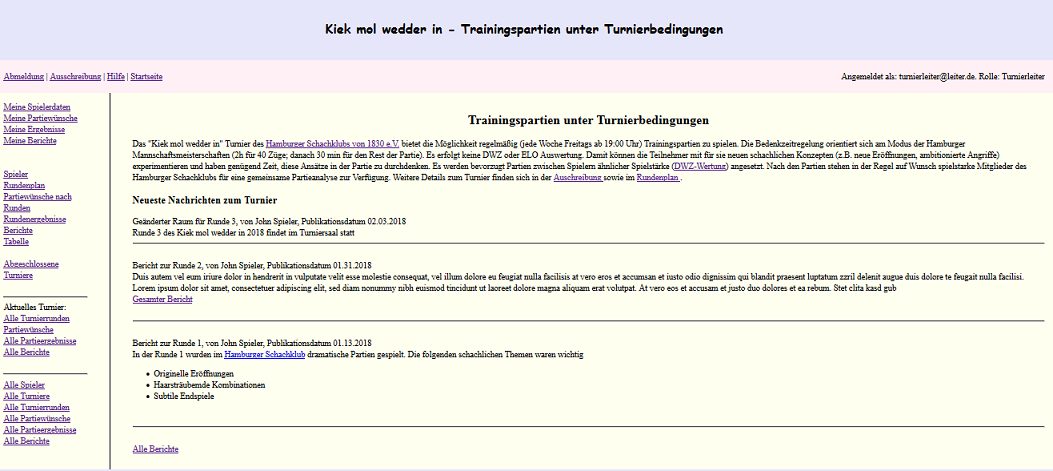 Kiek mol wedder in - Trainingspartien unter Turnierbedingungen
Abmeldung | Ausschreibung | Hilfe | Startseite
Angemeldet als: turnierleiter@leiter.de. Rolle: Turnierleiter
Meine Spielerdaten
Meine Partiewünsche
Meine Ergebnisse
Meine Berichte
Spieler
Rundenplan
Partiewünsche nach
Runden
Rundenergebnisse
Berichte
Tabelle
Abgeschlossene
Turniere
Aktuelles Turnier:
Alle Turnierrunden
Partiewünsche
Alle Partieergebnisse
Alle Berichte
Alle Spieler
Alle Turniere
Alle Turnierrunden
Alle Partiewünsche
Alle Partieergebnisse
Alle Berichte
Trainingspartien unter Turnierbedingungen
Das "Kiek mol wedder in" Turnier des Hamburger Schachklubs von 1830 e.V. bietet die Möglichkeit regelmäßig (jede Woche Freitags ab 19:00 Uhr) Trainingspartien zu spielen. Die Bedenkzeitregelung orientiert sich am Modus der Hamburger
Mannschaftsmeisterschaften (2h für 40 Züge; danach 30 min für den Rest der Partie). Es erfolgt keine DWZ oder ELO Auswertung. Damit können die Teilnehmer mit für sie neuen schachlichen Konzepten (z.B. neue Eröffnungen, ambitionierte Angriffe)
experimentieren und haben genügend Zeit, diese Ansätze in der Partie zu durchdenken. Es werden bevorzugt Partien zwischen Spielern ähnlicher Spielstärke (DWZ-Wertung) angesetzt. Nach den Partien stehen in der Regel auf Wunsch spielstarke Mitglieder des
Hamburger Schachklubs für eine gemeinsame Partieanalyse zur Verfügung. Weitere Details zum Turnier finden sich in der Ausschreibung sowie im Rundenplan .
Neueste Nachrichten zum Turnier
Geänderter Raum für Runde 3, von John Spieler, Publikationsdatum 02.03.2018
Runde 3 des Kiek mol wedder in 2018 findet im Turniersaal statt
Bericht zur Runde 2, von John Spieler, Publikationsdatum 01.31.2018
Duis autem vel eum iriure dolor in hendrerit in vulputate velit esse molestie consequat, vel illum dolore eu feugiat nulla facilisis at vero eros et accumsan et iusto odio dignissim qui blandit praesent luptatum zzril delenit augue duis dolore te feugait nulla facilisi.
Lorem ipsum dolor sit amet, consectetuer adipiscing elit, sed diam nonummy nibh euismod tincidunt ut laoreet dolore magna aliquam erat volutpat. At vero eos et accusam et justo duo dolores et ea rebum. Stet clita kasd gub
Gesamter Bericht
Bericht zur Runde 1, von John Spieler, Publikationsdatum 01.13.2018
In der Runde 1 wurden im Hamburger Schachklub dramatische Partien gespielt. Die folgenden schachlichen Themen waren wichtig
• Originelle Eröffnungen
• Haarsträubemde Kombinationen
• Subtile Endspiele
Alle Berichte